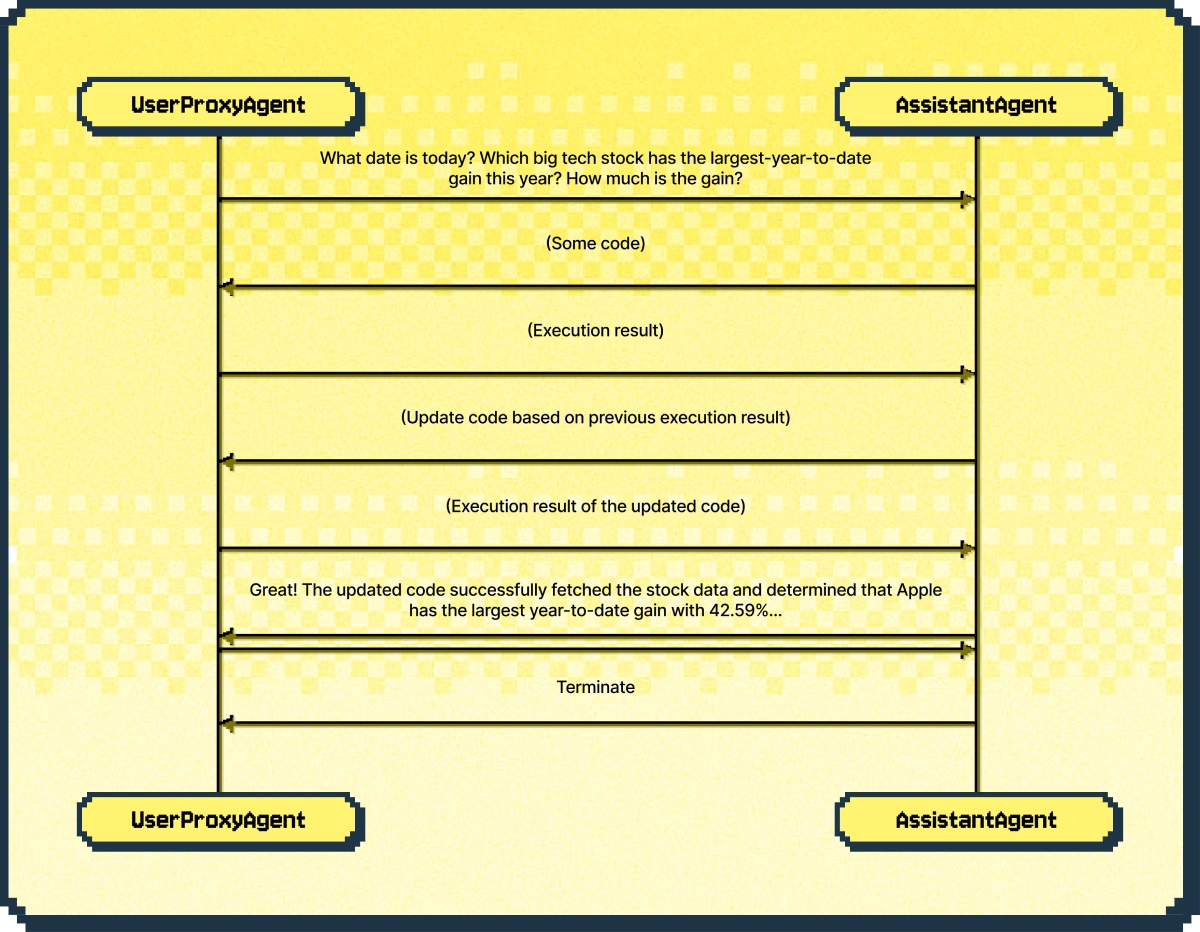 UserProxyAgent
AssistantAgent
What date is today? Which big tech stock has the largest-year-to-date
gain this year? How much is the gain?
(Some code)
(Execution result)
(Update code based on previous execution result)
(Execution result of the updated code)
Great! The updated code successfully fetched the stock data and determined that Apple
has the largest year-to-date gain with 42.59%...
Terminate
UserProxyAgent
AssistantAgent